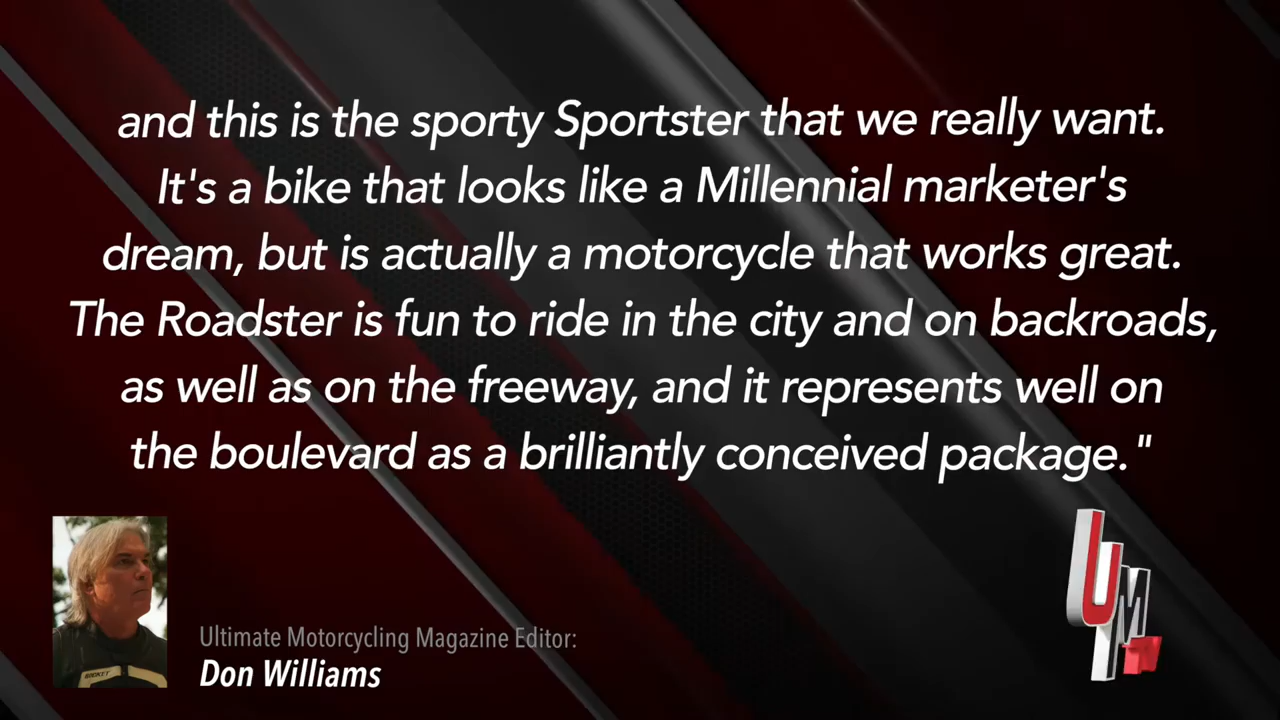 and this is the sporty Sportster that we really want.
It's a bike that looks like a Millennial marketer's
dream, but is actually a motorcycle that works great.
The Roadster is fun to ride in the city and on backroads,
as well as on the freeway, and it represents well on
the boulevard as a brilliantly conceived package."
Ultimate Motorcycling Magazine Editor:
Don Williams
UM